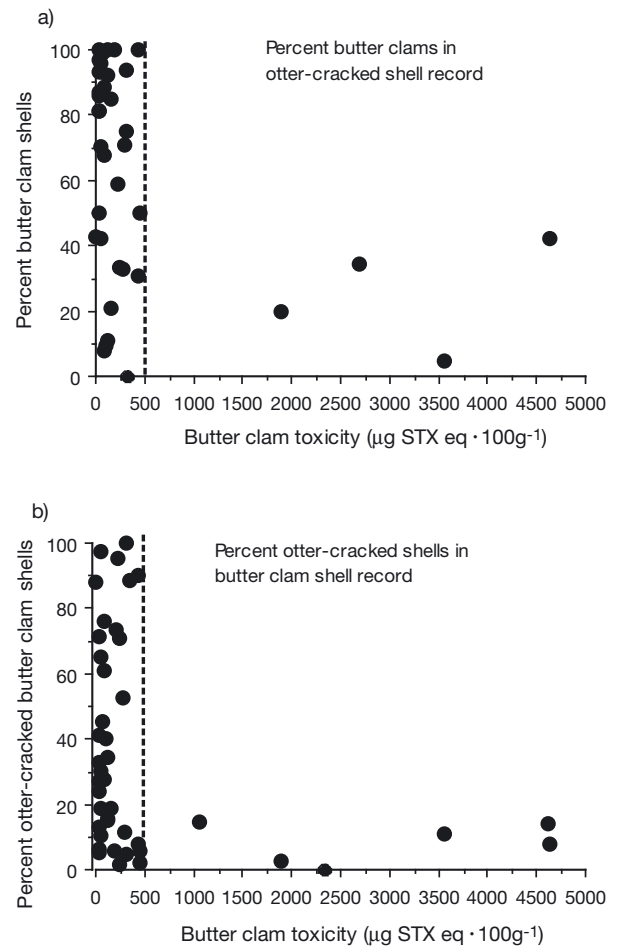 a)
Percent butter clams in
otter-cracked shell record
Percent butter clam shells
100
80
60
40
20
0
0 500 1000 1500 2000 2500 3000 3500 4000 4500 5000
Butter clam toxicity (µg STX eq · 100g-1)
b)
Percent otter-cracked shells in
butter clam shell record
Percent otter-cracked butter clam shells
100
80
60
40
20
0
0 500 1000 1500 2000 2500 3000 3500 4000 4500 5000
Butter clam toxicity (µg STX eq · 100g-1)